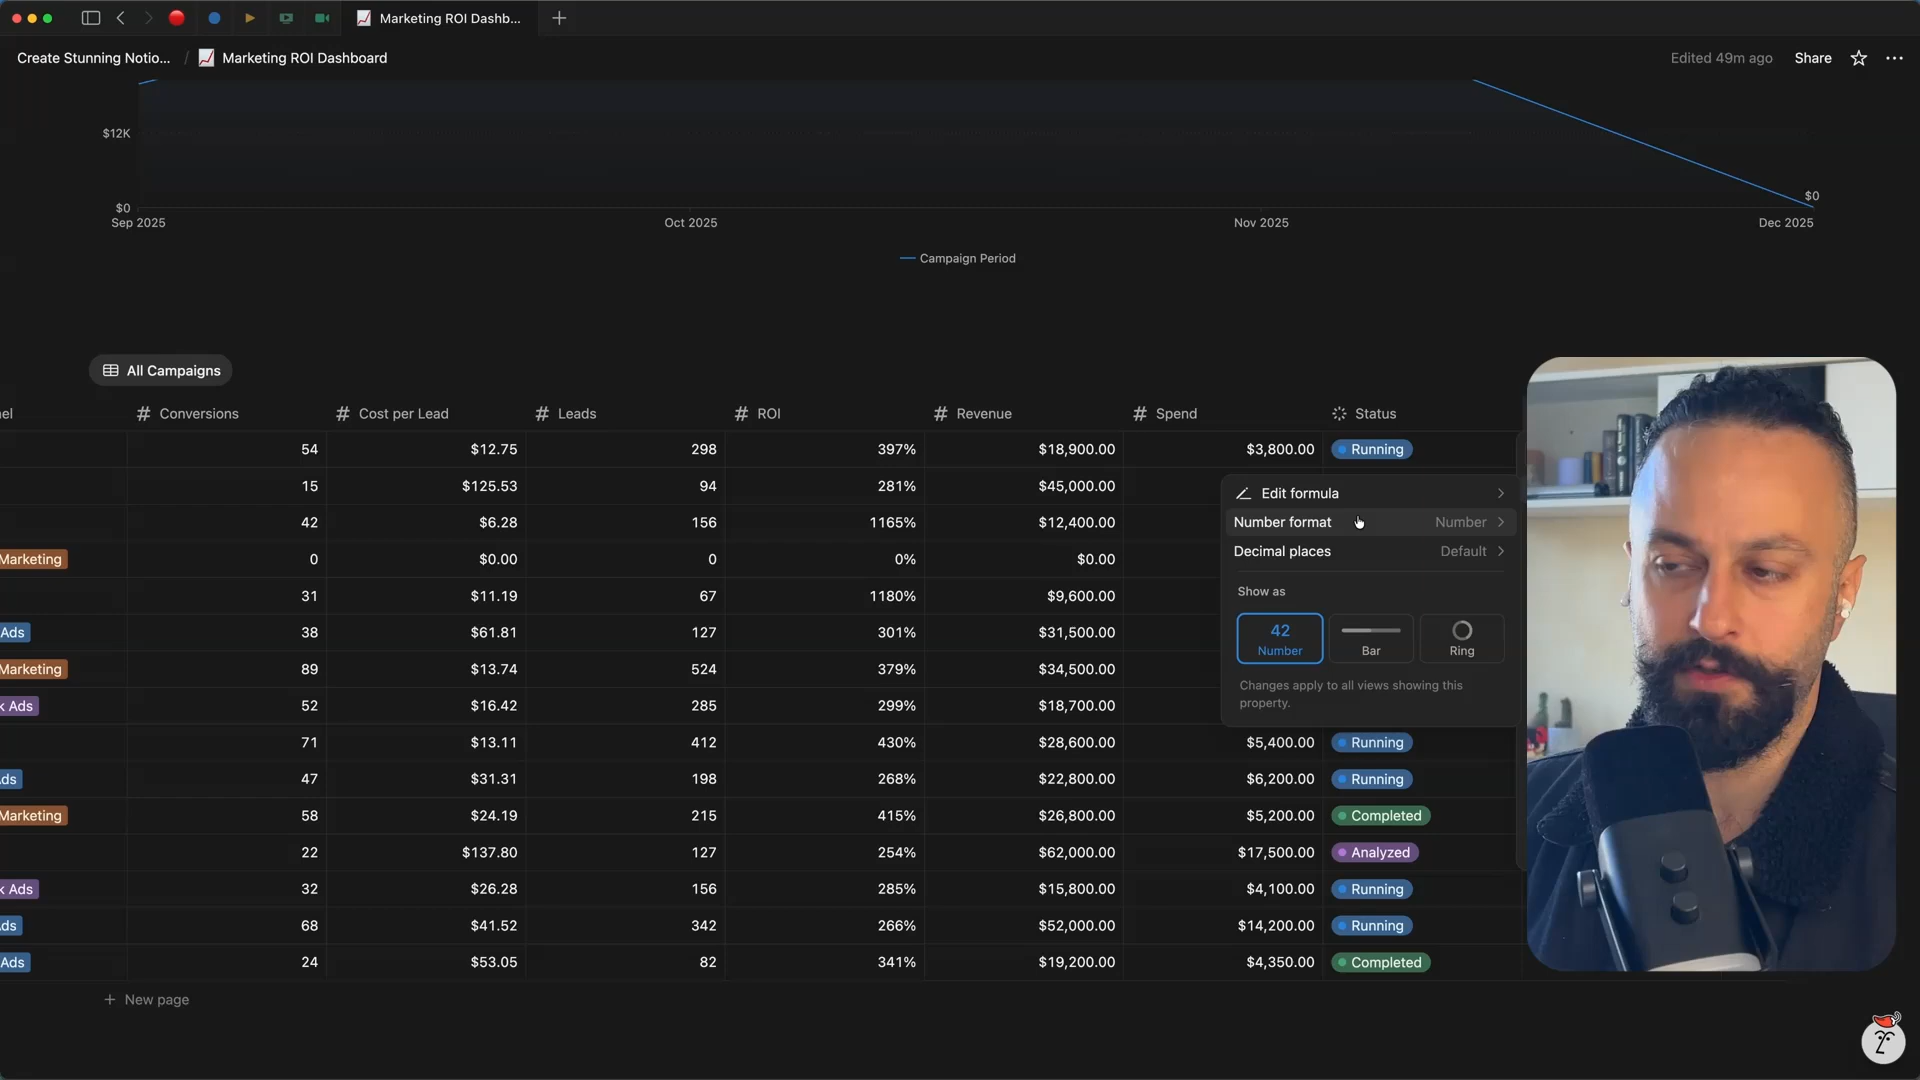 Marketing ROI Dashb...
Create Stunning Notio... / Marketing ROI Dashboard
Edited 49m ago Share
$12K
$0
$0
Sep 2025 Oct 2025 Nov 2025 Dec 2025
Campaign Period
All Campaigns
el # Conversions # Cost per Lead # Leads # ROI # Revenue # Spend Status
54 $12.75 298 397% $18,900.00 $3,800.00 Running
15 $125.53 94 281% $45,000.00
42 $6.28 156 1165% $12,400.00
Marketing 0 $0.00 0 0% $0.00
31 $11.19 67 1180% $9,600.00
Ads 38 $61.81 127 301% $31,500.00
Marketing 89 $13.74 524 379% $34,500.00
k Ads 52 $16.42 285 299% $18,700.00
71 $13.11 412 430% $28,600.00 $5,400.00 Running
ds 47 $31.31 198 268% $22,800.00 $6,200.00 Running
Marketing 58 $24.19 215 415% $26,800.00 $5,200.00 Completed
22 $137.80 127 254% $62,000.00 $17,500.00 Analyzed
k Ads 32 $26.28 156 285% $15,800.00 $4,100.00 Running
ds 68 $41.52 342 266% $52,000.00 $14,200.00 Running
Ads 24 $53.05 82 341% $19,200.00 $4,350.00 Completed
+ New page
Edit formula
Number format Number
Decimal places Default
Show as
42
Number Bar Ring
Changes apply to all views showing this
property.